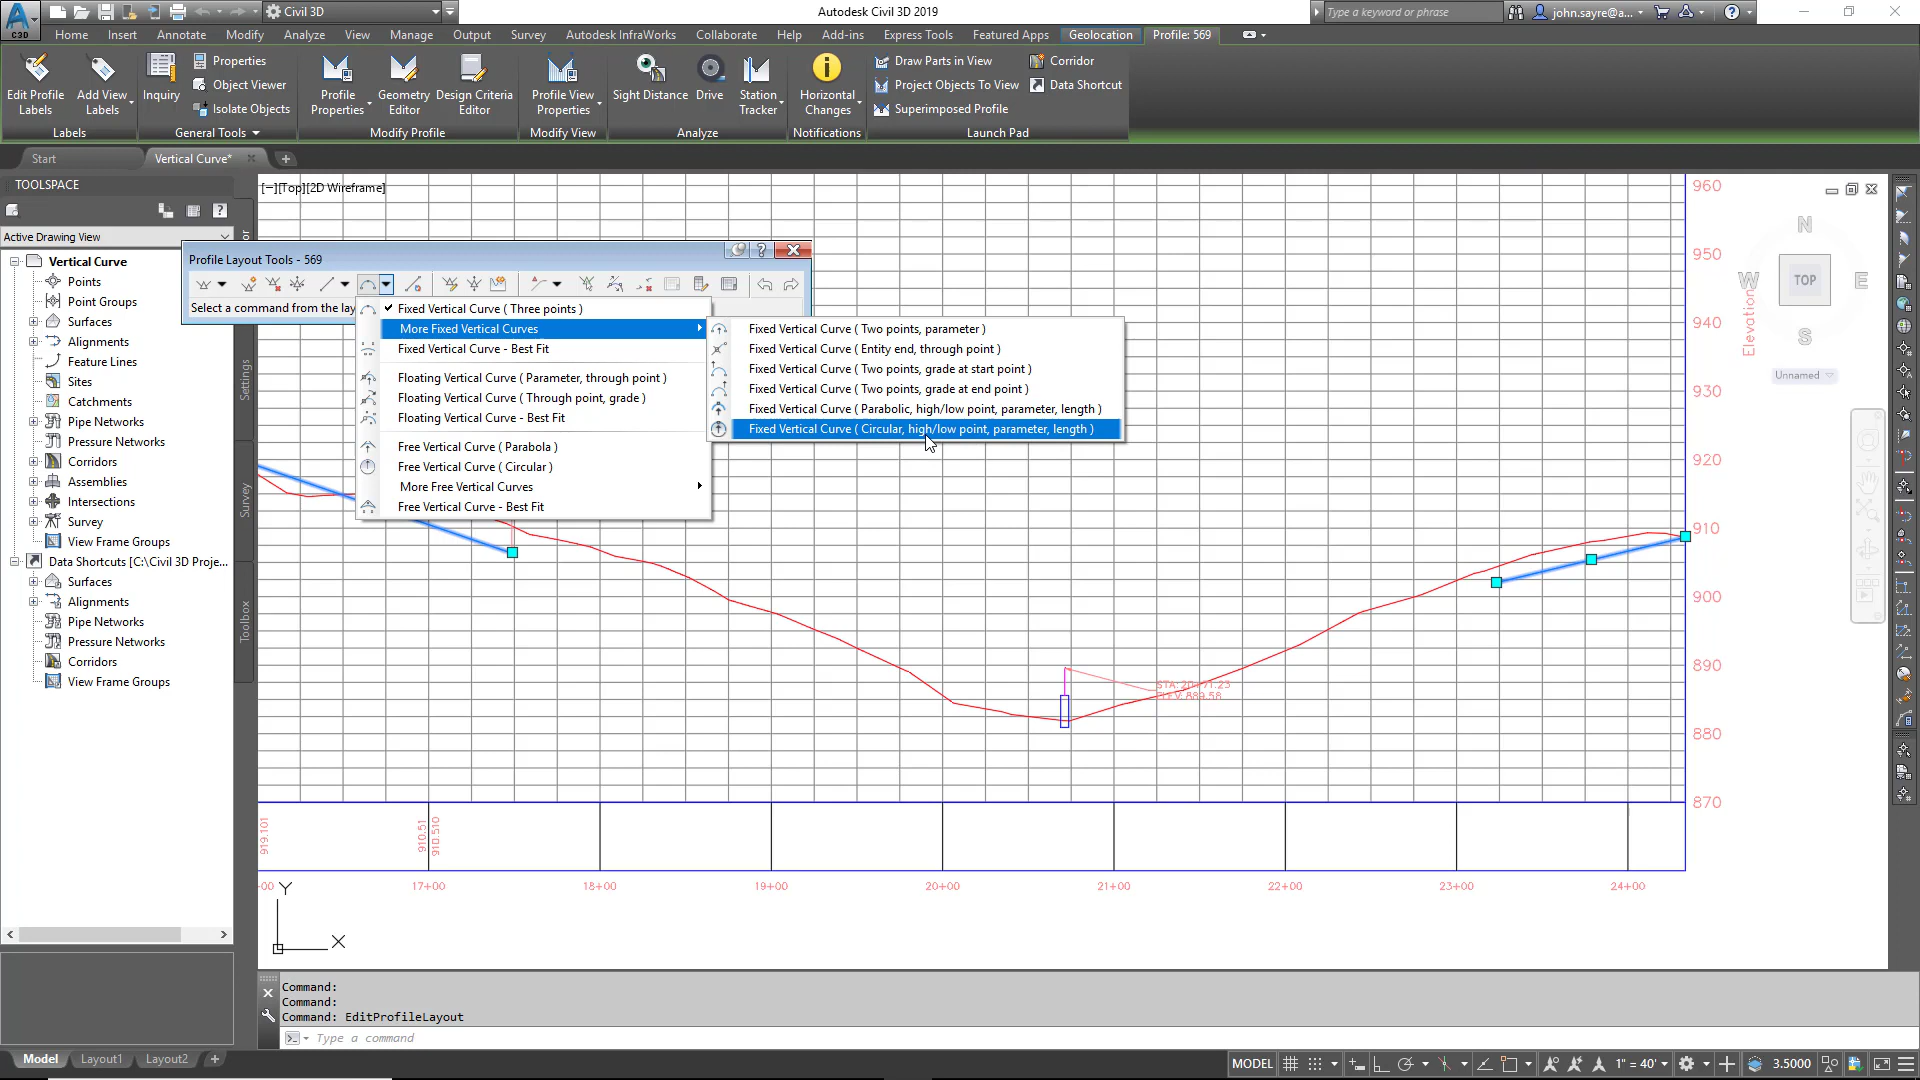 Civil 3D
Autodesk Civil 3D 2019
Type a keyword or phrase
john.sayre@a...
C3D
Home Insert Annotate Modify Analyze View Manage Output Survey Autodesk InfraWorks Collaborate Help Add-ins Express Tools Featured Apps Geolocation Profile: 569
Edit Profile Labels
Add View Labels
Labels
Inquiry
Properties
Object Viewer
Isolate Objects
General Tools
Profile Properties
Geometry Editor
Design Criteria Editor
Modify Profile
Profile View Properties
Modify View
Sight Distance
Drive
Station Tracker
Analyze
Horizontal Changes
Notifications
Draw Parts in View
Project Objects To View
Superimposed Profile
Corridor
Data Shortcut
Launch Pad
Start
Vertical Curve*
TOOLSPACE
Active Drawing View
Vertical Curve
Points
Point Groups
Surfaces
Alignments
Feature Lines
Sites
Catchments
Pipe Networks
Pressure Networks
Corridors
Assemblies
Intersections
Survey
View Frame Groups
Data Shortcuts [C:\Civil 3D Proje...
Surfaces
Alignments
Pipe Networks
Pressure Networks
Corridors
View Frame Groups
Settings
Survey
Toolbox
[−][Top][2D Wireframe]
Profile Layout Tools - 569
Select a command from the lay
Fixed Vertical Curve ( Three points )
More Fixed Vertical Curves
Fixed Vertical Curve - Best Fit
Floating Vertical Curve ( Parameter, through point )
Floating Vertical Curve ( Through point, grade )
Floating Vertical Curve - Best Fit
Free Vertical Curve ( Parabola )
Free Vertical Curve ( Circular )
More Free Vertical Curves
Free Vertical Curve - Best Fit
Fixed Vertical Curve ( Two points, parameter )
Fixed Vertical Curve ( Entity end, through point )
Fixed Vertical Curve ( Two points, grade at start point )
Fixed Vertical Curve ( Two points, grade at end point )
Fixed Vertical Curve ( Parabolic, high/low point, parameter, length )
Fixed Vertical Curve ( Circular, high/low point, parameter, length )
960
950
940
930
920
910
900
890
880
870
Elevation
N
W
TOP
E
S
Unnamed
ELEV: 889.58
919.101
910.51
910.510
+00
17+00
18+00
19+00
20+00
21+00
22+00
23+00
24+00
Y
X
Command:
Command:
Command: EditProfileLayout
Type a command
Model
Layout1
Layout2
MODEL
1" = 40'
3.5000